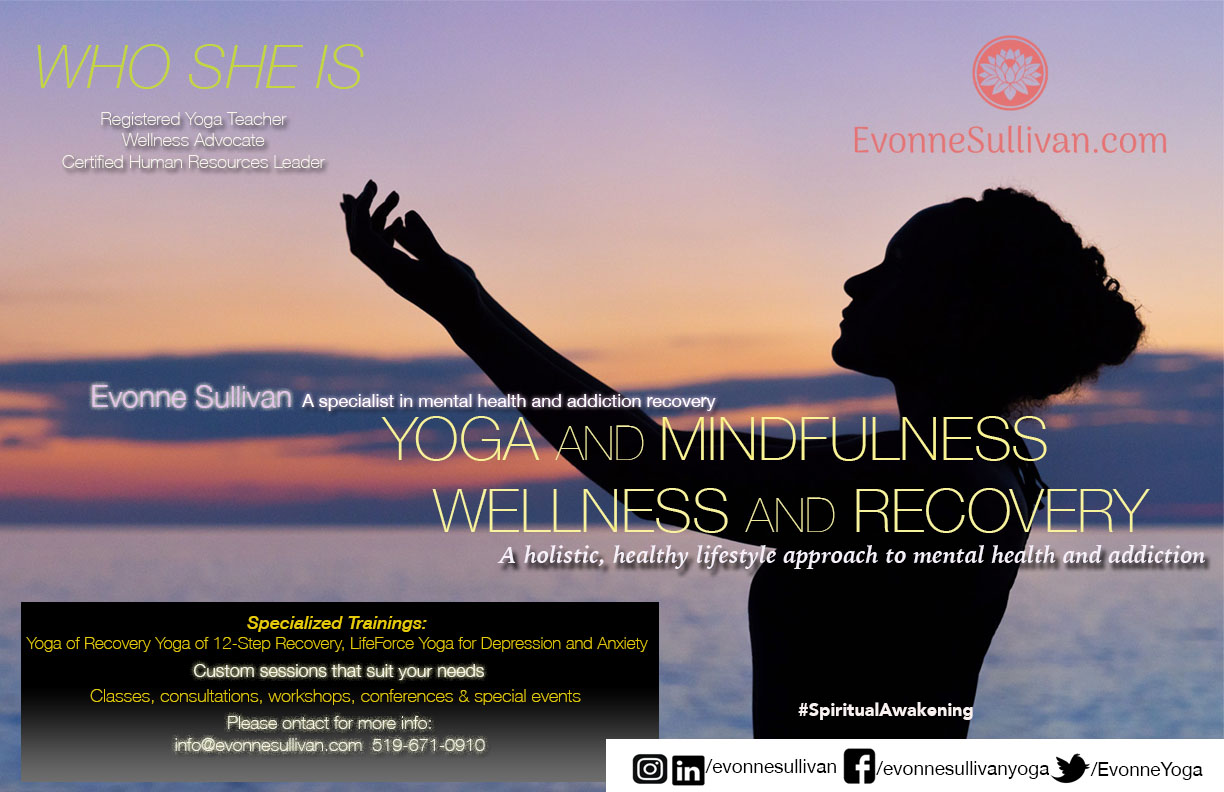 WHO SHE IS
Registered Yoga Teacher
Wellness Advocate
Certified Human Resources Leader
EvonneSullivan.com
Evonne Sullivan A specialist in mental health and addiction recovery
YOGA AND MINDFULNESS
WELLNESS AND RECOVERY
A holistic, healthy lifestyle approach to mental health and addiction
Specialized Trainings:
Yoga of Recovery Yoga of 12-Step Recovery, LifeForce Yoga for Depression and Anxiety
Custom sessions that suit your needs
Classes, consultations, workshops, conferences & special events
Please ontact for more info:
info@evonnesullivan.com 519-671-0910
#SpiritualAwakening
/evonnesullivan /evonnesullivanyoga /EvonneYoga